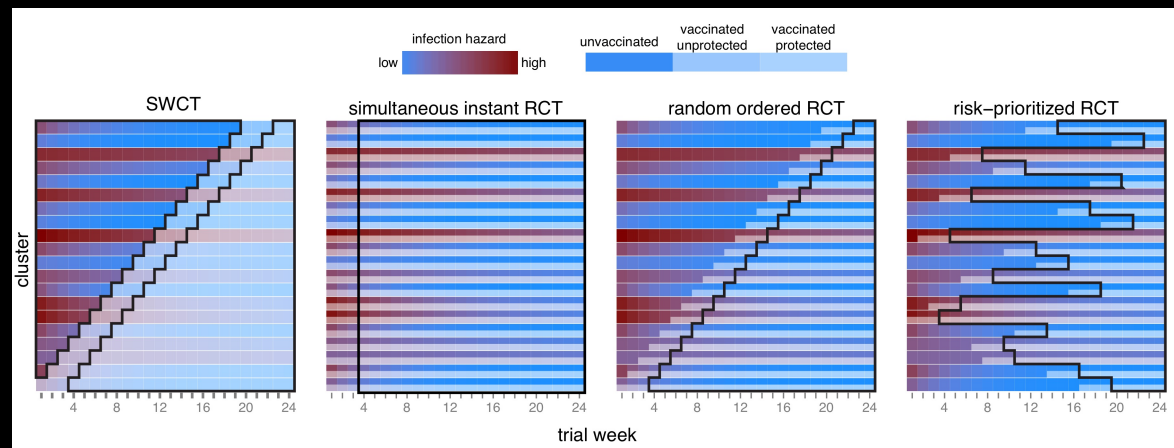 infection hazard
low high
unvaccinated
vaccinated
unprotected
vaccinated
protected
SWCT
simultaneous instant RCT
random ordered RCT
risk–prioritized RCT
cluster
4 8 12 16 20 24
4 8 12 16 20 24
4 8 12 16 20 24
4 8 12 16 20 24
trial week